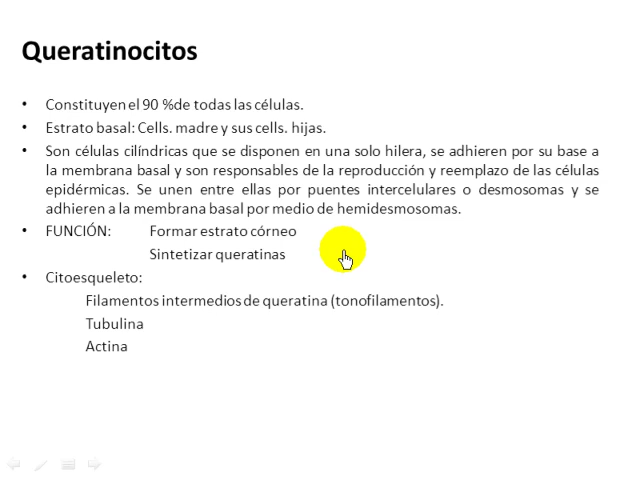 Queratinocitos
• Constituyen el 90 %de todas las células.
• Estrato basal: Cells. madre y sus cells. hijas.
• Son células cilíndricas que se disponen en una solo hilera, se adhieren por su base a
la membrana basal y son responsables de la reproducción y reemplazo de las células
epidérmicas. Se unen entre ellas por puentes intercelulares o desmosomas y se
adhieren a la membrana basal por medio de hemidesmosomas.
• FUNCIÓN: Formar estrato córneo
Sintetizar queratinas
• Citoesqueleto:
Filamentos intermedios de queratina (tonofilamentos).
Tubulina
Actina